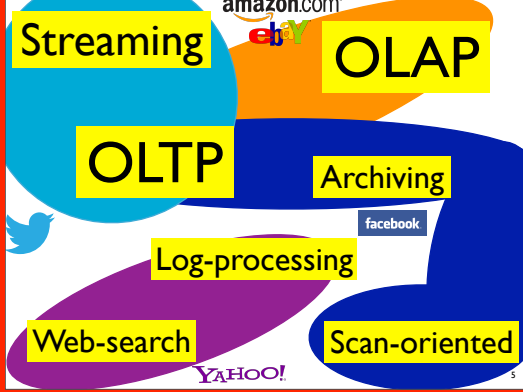 amazon.com
Streaming
ebaY
OLAP
OLTP
Archiving
facebook
Log-processing
Web-search
Scan-oriented
YAHOO!
5